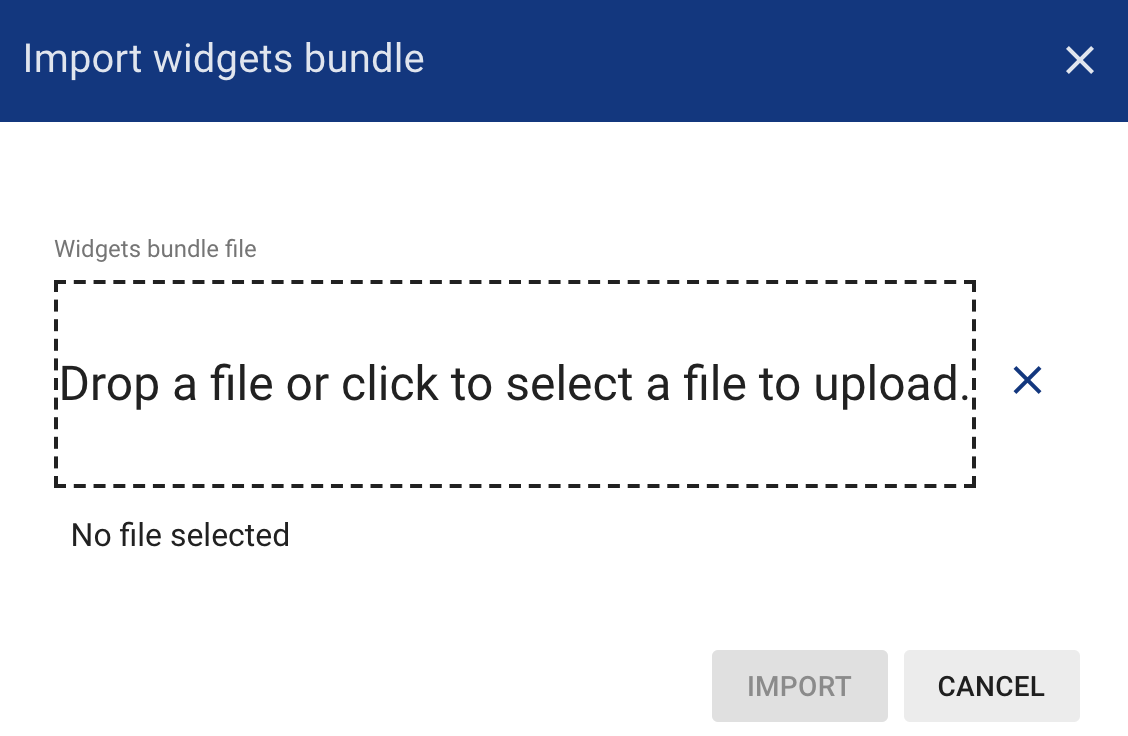 Import widgets bundle
Widgets bundle file
Drop a file or click to select a file to upload.
No file selected
IMPORT
CANCEL